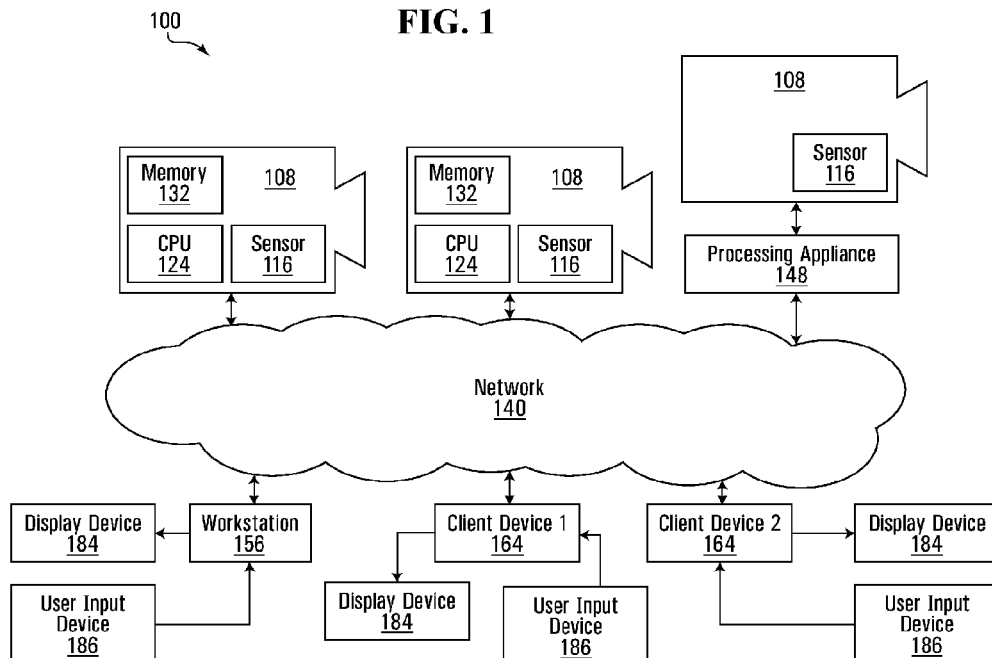 FIG. 1
100
108
Sensor
116
Memory
132
108
CPU
124
Sensor
116
Memory
132
108
CPU
124
Sensor
116
Processing Appliance
148
Network
140
Display Device
184
Workstation
156
Client Device 1
164
Client Device 2
164
Display Device
184
User Input
Device
186
Display Device
184
User Input
Device
186
User Input
Device
186